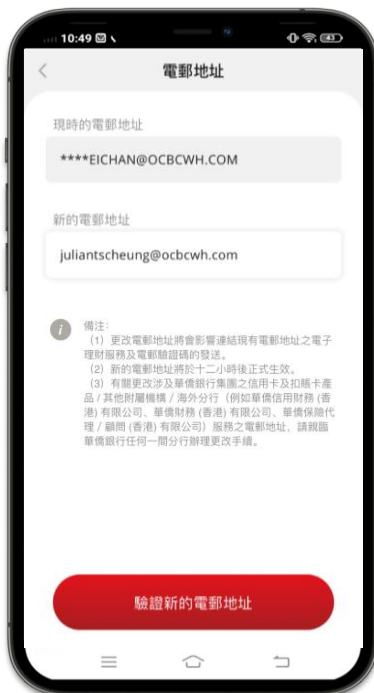 10:49
43
電郵地址
現時的電郵地址
****EICHAN@OCBCWH.COM
新的電郵地址
juliantscheung@ocbcwh.com
i
備注:
(1) 更改電郵地址將會影響連結現有電郵地址之電子
理財服務及電郵驗證碼的發送。
(2) 新的電郵地址將於十二小時後正式生效。
(3) 有關更改涉及華僑銀行集團之信用卡及扣賬卡產
品 / 其他附屬機構 / 海外分行（例如華僑信用財務 (香
港) 有限公司、華僑財務 (香港) 有限公司、華僑保險代
理 / 顧問 (香港) 有限公司）服務之電郵地址，請親臨
華僑銀行任何一間分行辦理更改手續。
驗證新的電郵地址